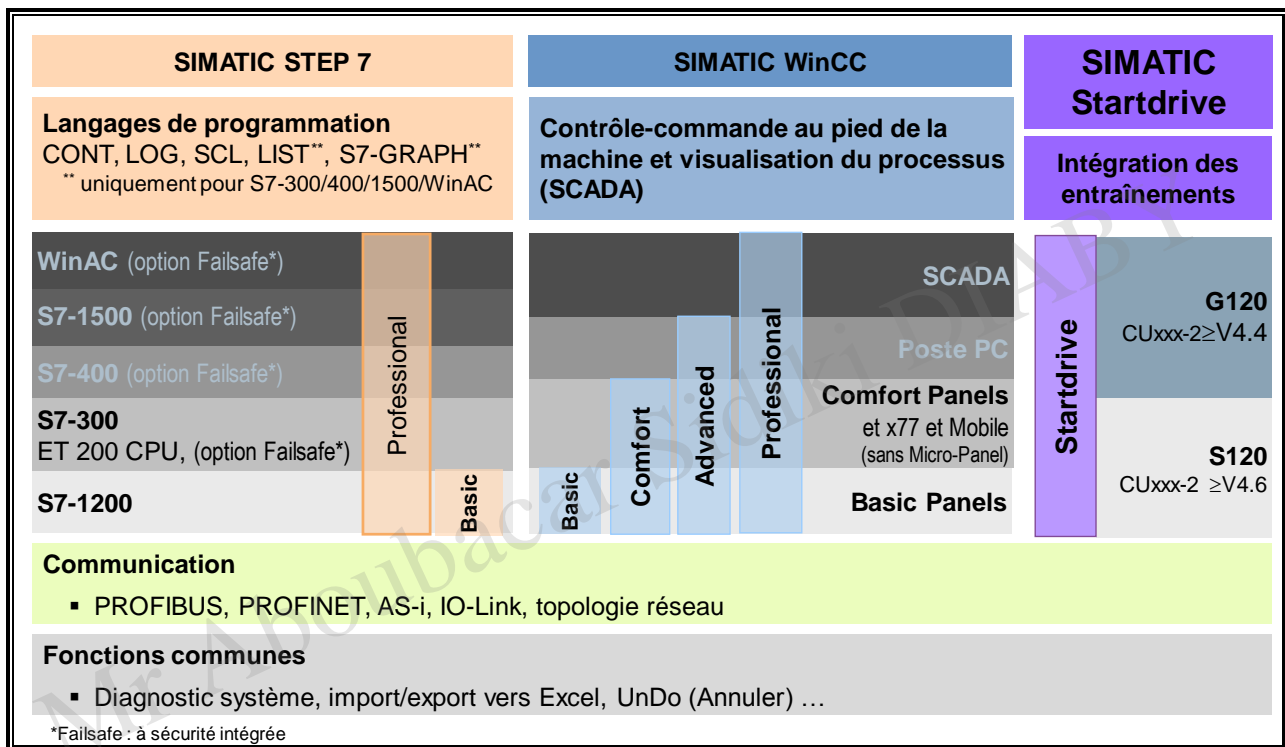 SIMATIC STEP 7
Langages de programmation
CONT, LOG, SCL, LIST**, S7-GRAPH**
** uniquement pour S7-300/400/1500/WinAC
WinAC (option Failsafe*)
S7-1500 (option Failsafe*)
S7-400 (option Failsafe*)
S7-300
ET 200 CPU, (option Failsafe*)
S7-1200
Professional
Basic
SIMATIC WinCC
Contrôle-commande au pied de la
machine et visualisation du processus
(SCADA)
Basic
Comfort
Advanced
Professional
SCADA
Poste PC
Comfort Panels
et x77 et Mobile
(sans Micro-Panel)
Basic Panels
SIMATIC
Startdrive
Intégration des
entraînements
Startdrive
G120
CUxxx-2≥V4.4
S120
CUxxx-2 ≥V4.6
Communication
▪ PROFIBUS, PROFINET, AS-i, IO-Link, topologie réseau
Fonctions communes
▪ Diagnostic système, import/export vers Excel, UnDo (Annuler) …
*Failsafe : à sécurité intégrée
Mr Aboubacar Sidiki DIABY